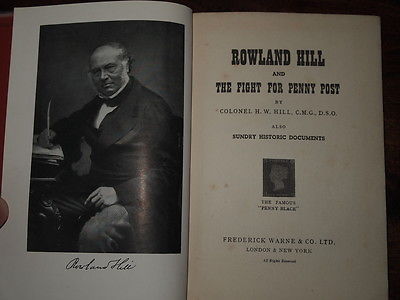 Rowland Hill
ROWLAND HILL
AND
THE FIGHT FOR PENNY POST
BY
COLONEL H. W. HILL, C.M.G., D.S.O.
ALSO
SUNDRY HISTORIC DOCUMENTS
THE FAMOUS
"PENNY BLACK"
FREDERICK WARNE & CO. LTD.
LONDON & NEW YORK
All Rights Reserved